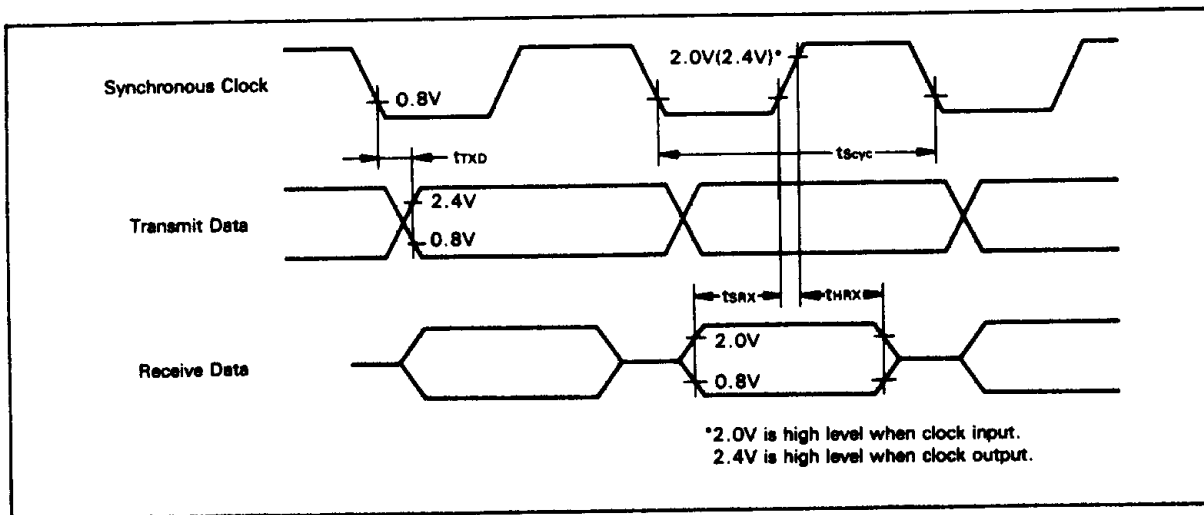 2.0V(2.4V)*
Synchronous Clock
0.8V
tTXD
tScyc
2.4V
Transmit Data
0.8V
tSRX
tHRX
2.0V
Receive Data
0.8V
*2.0V is high level when clock input.
2.4V is high level when clock output.